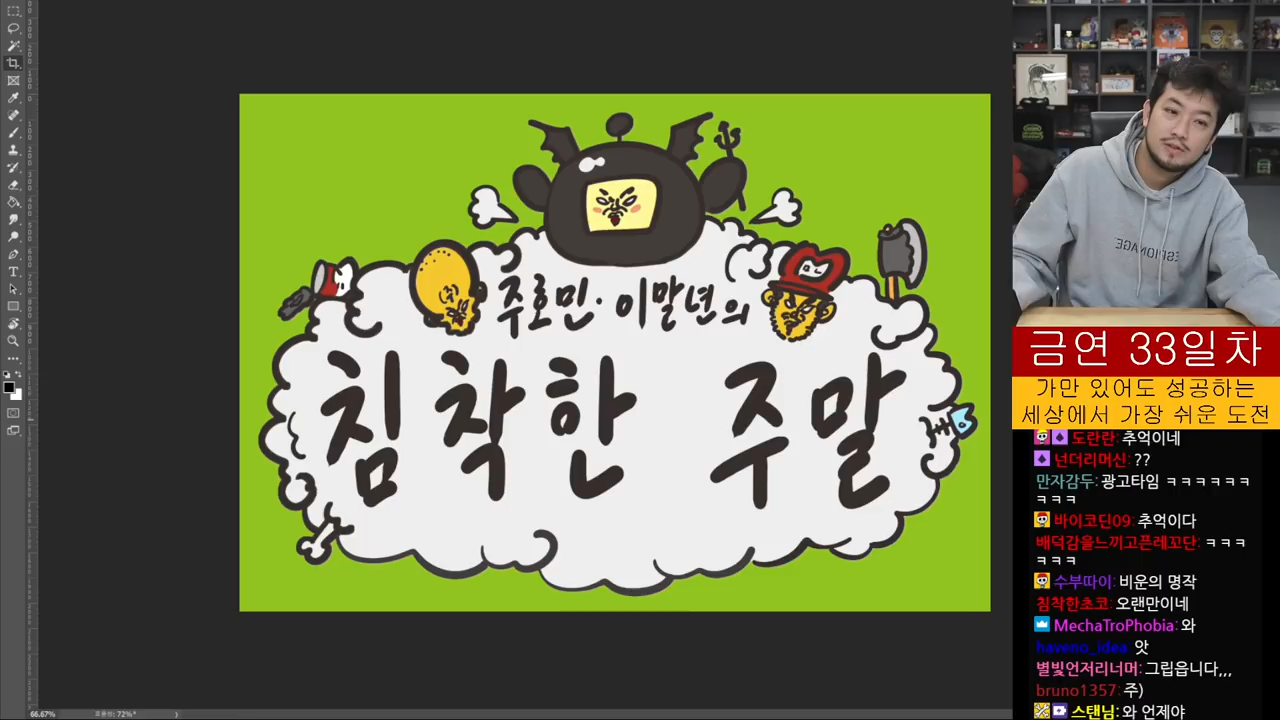 주호민·이말년의
침착한 주말
ESPIONAGE
금연 33일차
가만 있어도 성공하는
세상에서 가장 쉬운 도전
도란란: 추억이네
넌더리머신: ??
만자감두: 광고타임 ㅋㅋㅋㅋㅋㅋ
ㅋㅋㅋ
바이코딘09: 추억이다
배덕감을느끼고픈레꼬단: ㅋㅋㅋ
ㅋㅋㅋ
수부따이: 비운의 명작
침착한초코: 오랜만이네
MechaTroPhobia: 와
haveno_idea: 앗
별빛언저리너머: 그립읍니다,,,
bruno1357: 주)
스탠님: 와 언제야
66.67%